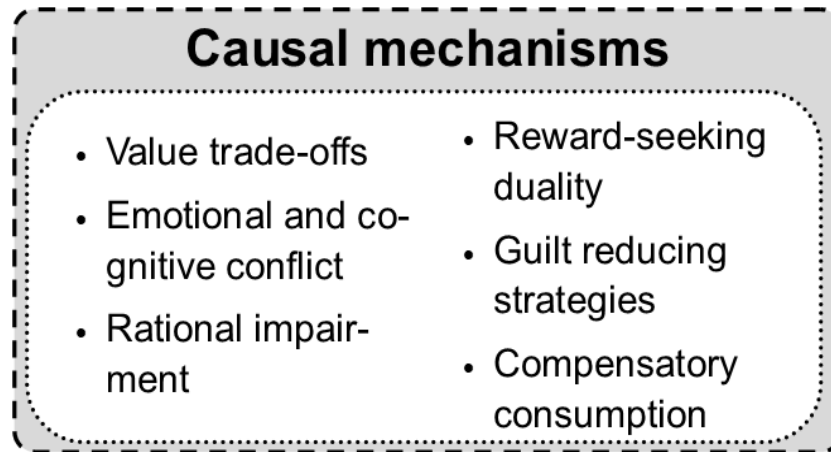 Causal mechanisms
• Value trade-offs
• Emotional and co-
gnitive conflict
• Rational impair-
ment
• Reward-seeking
duality
• Guilt reducing
strategies
• Compensatory
consumption